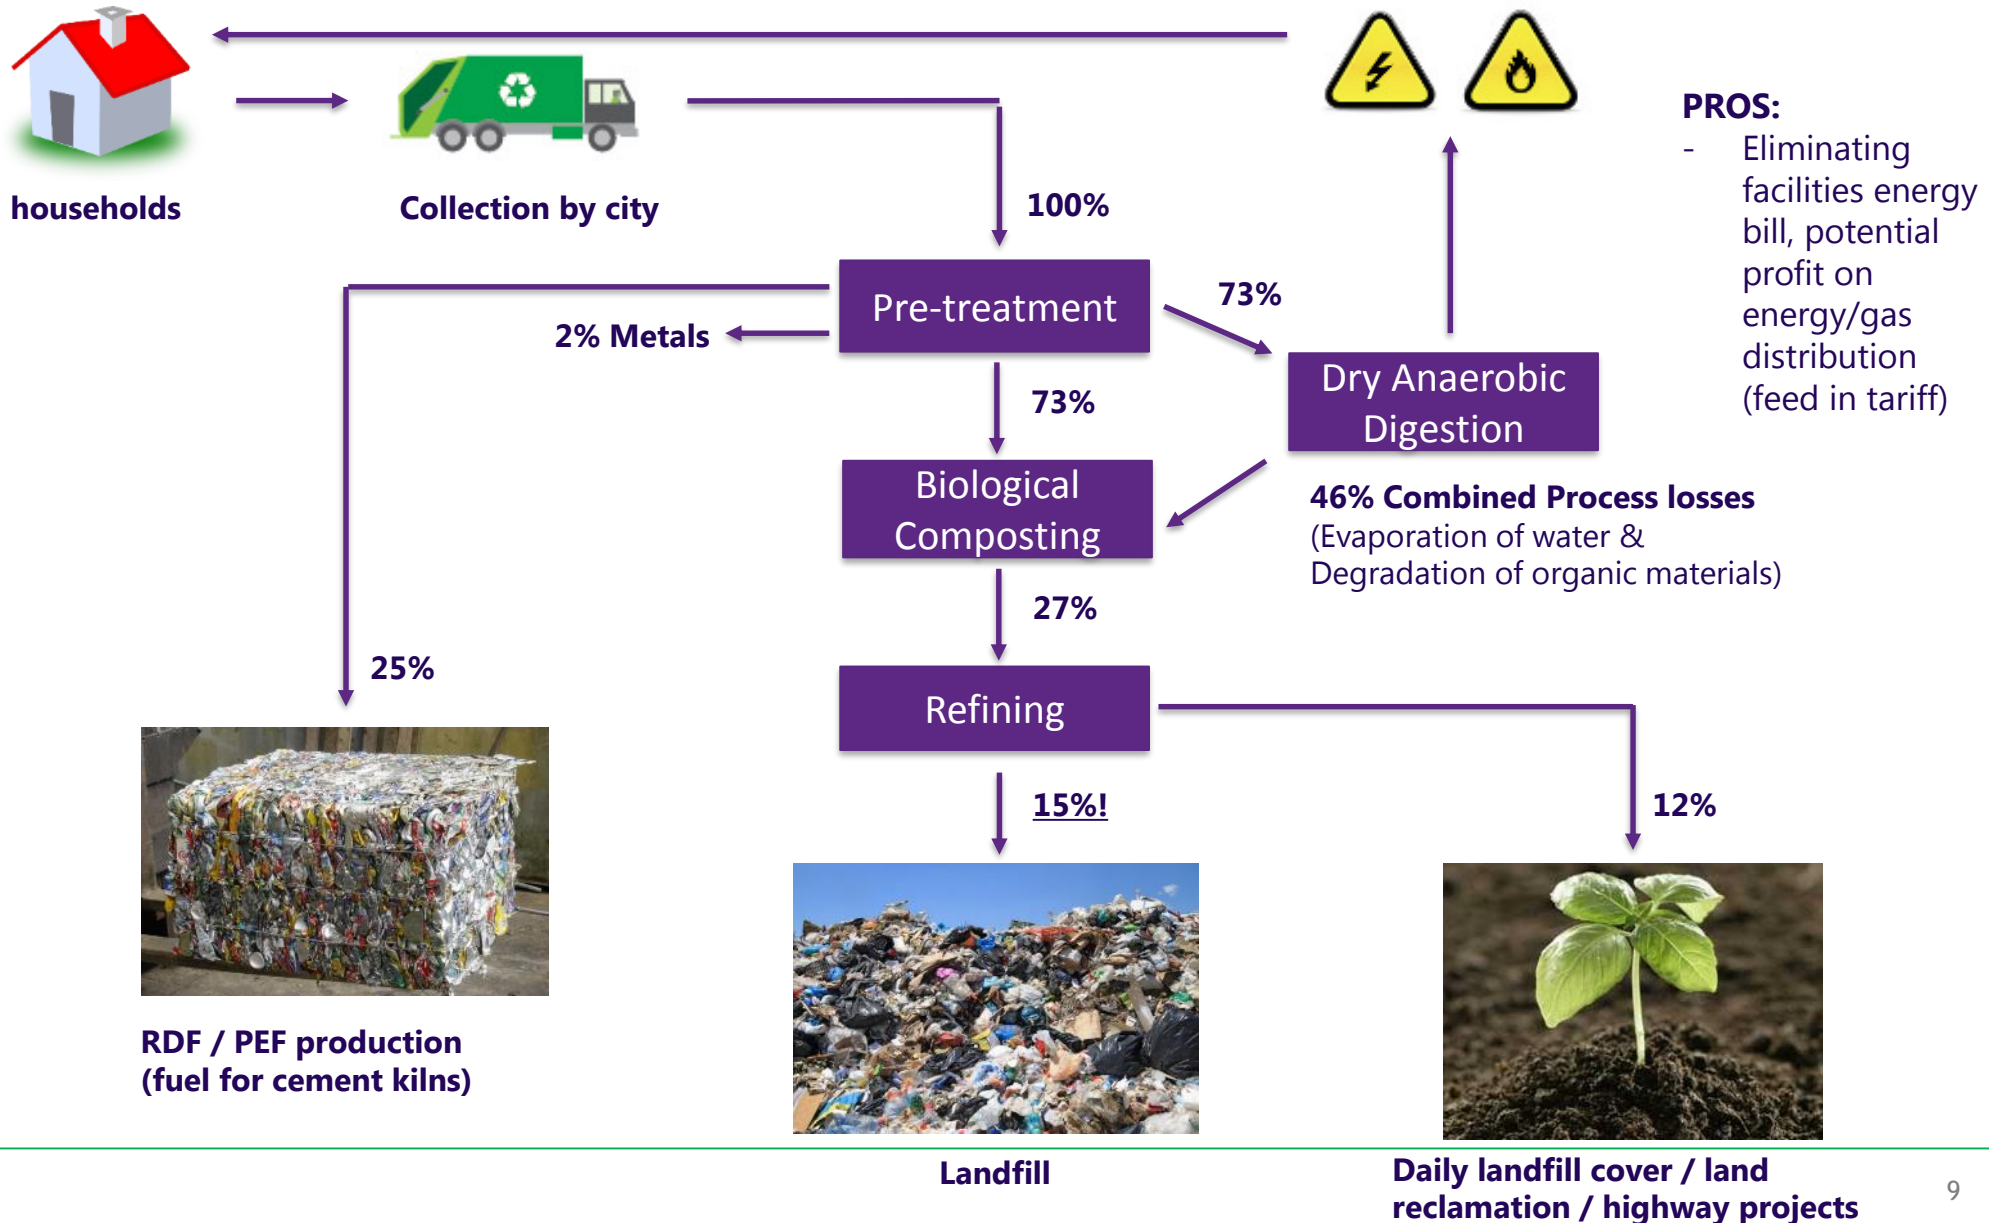 households
Collection by city
100%
PROS:
- Eliminating
facilities energy
bill, potential
profit on
energy/gas
distribution
(feed in tariff)
Pre-treatment
73%
2% Metals
73%
Dry Anaerobic
Digestion
Biological
Composting
46% Combined Process losses
(Evaporation of water &
Degradation of organic materials)
27%
25%
Refining
15%!
12%
RDF / PEF production
(fuel for cement kilns)
Landfill
Daily landfill cover / land
reclamation / highway projects
9